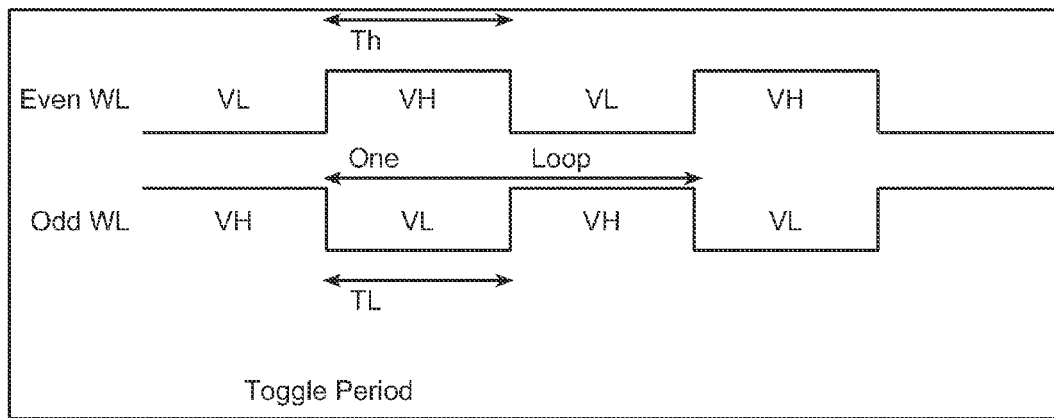 Th
Even WL VL VH VL VH
One Loop
Odd WL VH VL VH VL
TL
Toggle Period